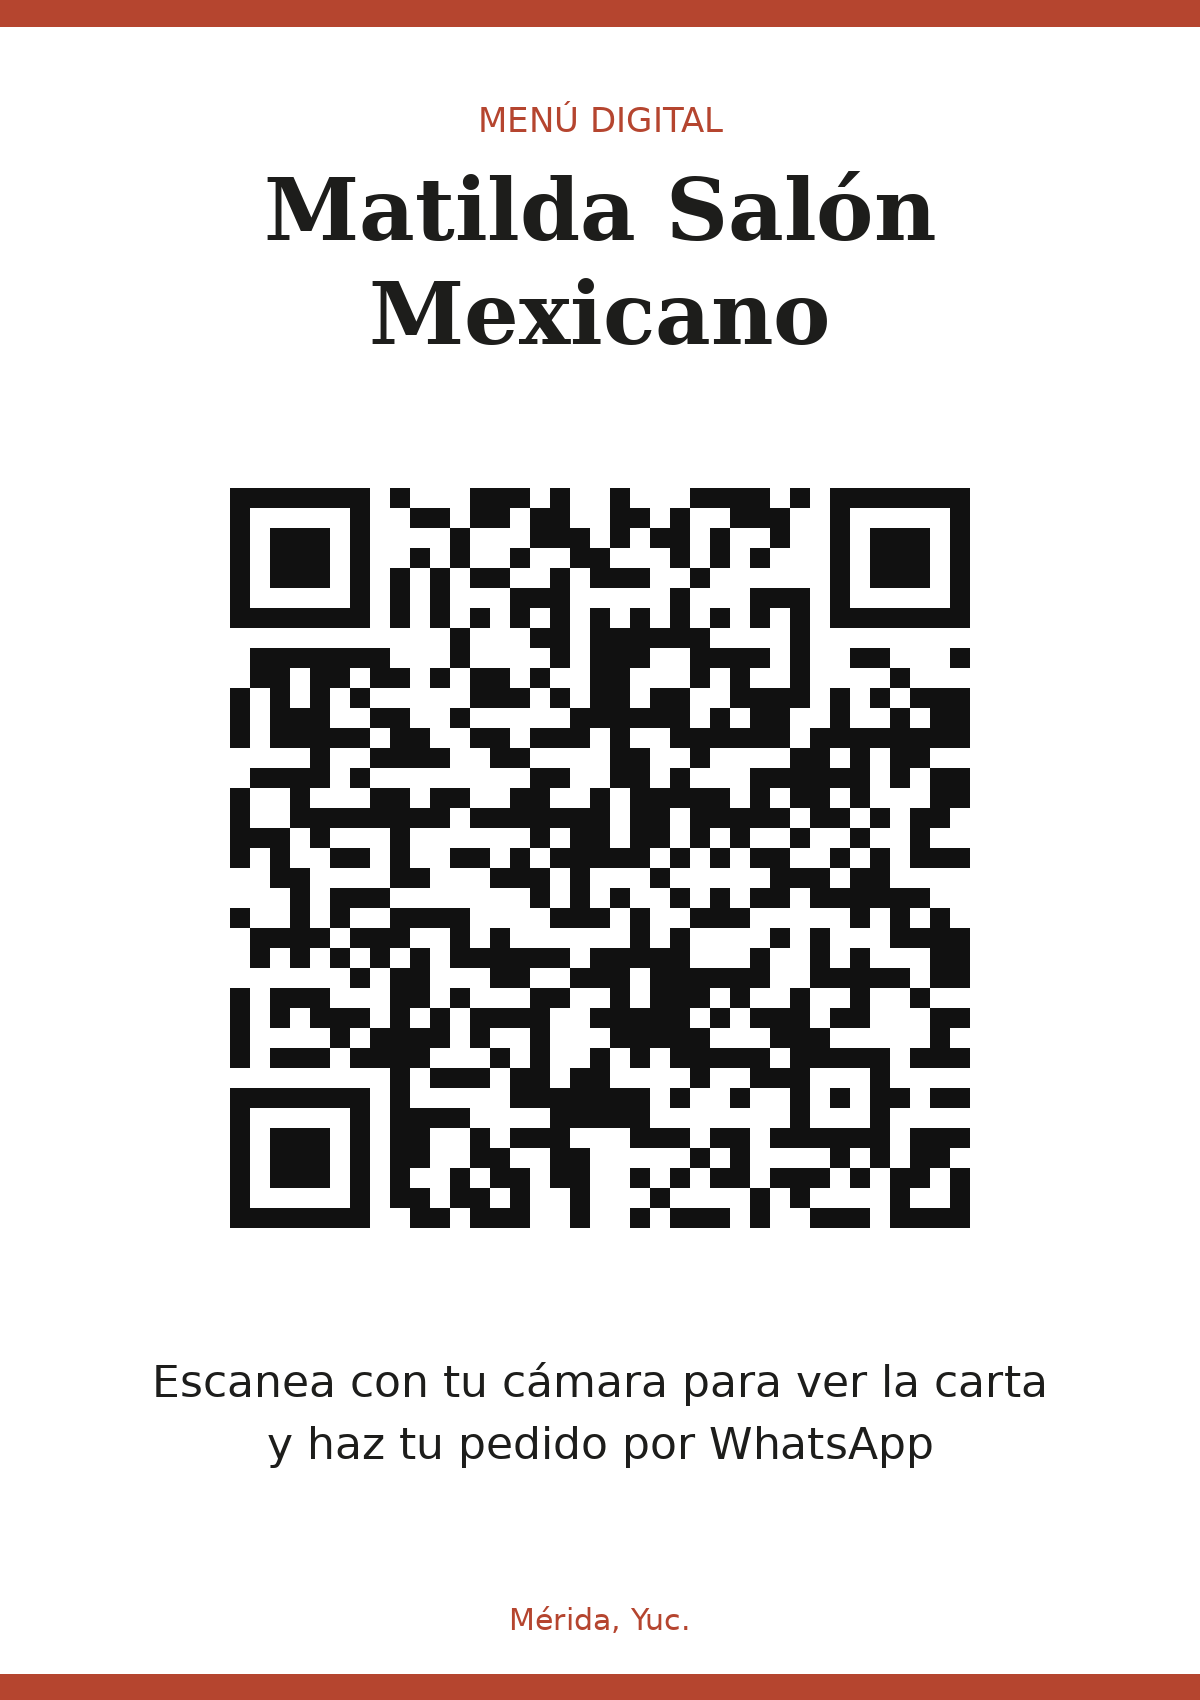 MENÚ DIGITAL
Matilda Salón
Mexicano
Escanea con tu cámara para ver la carta
y haz tu pedido por WhatsApp
Mérida, Yuc.